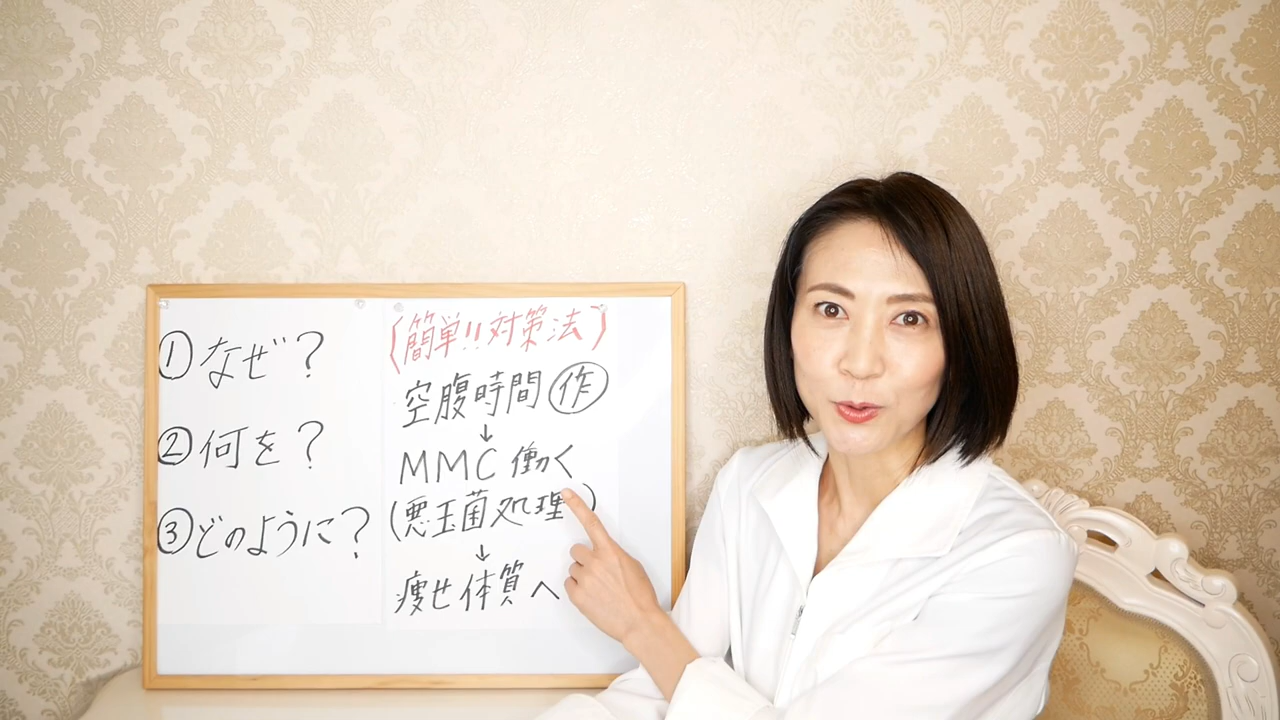 ①なぜ?
②何を?
③どのように?
(簡単!!対策法)
空腹時間作
↓
MMC働く
(悪玉菌処理)
↓
痩せ体質へ